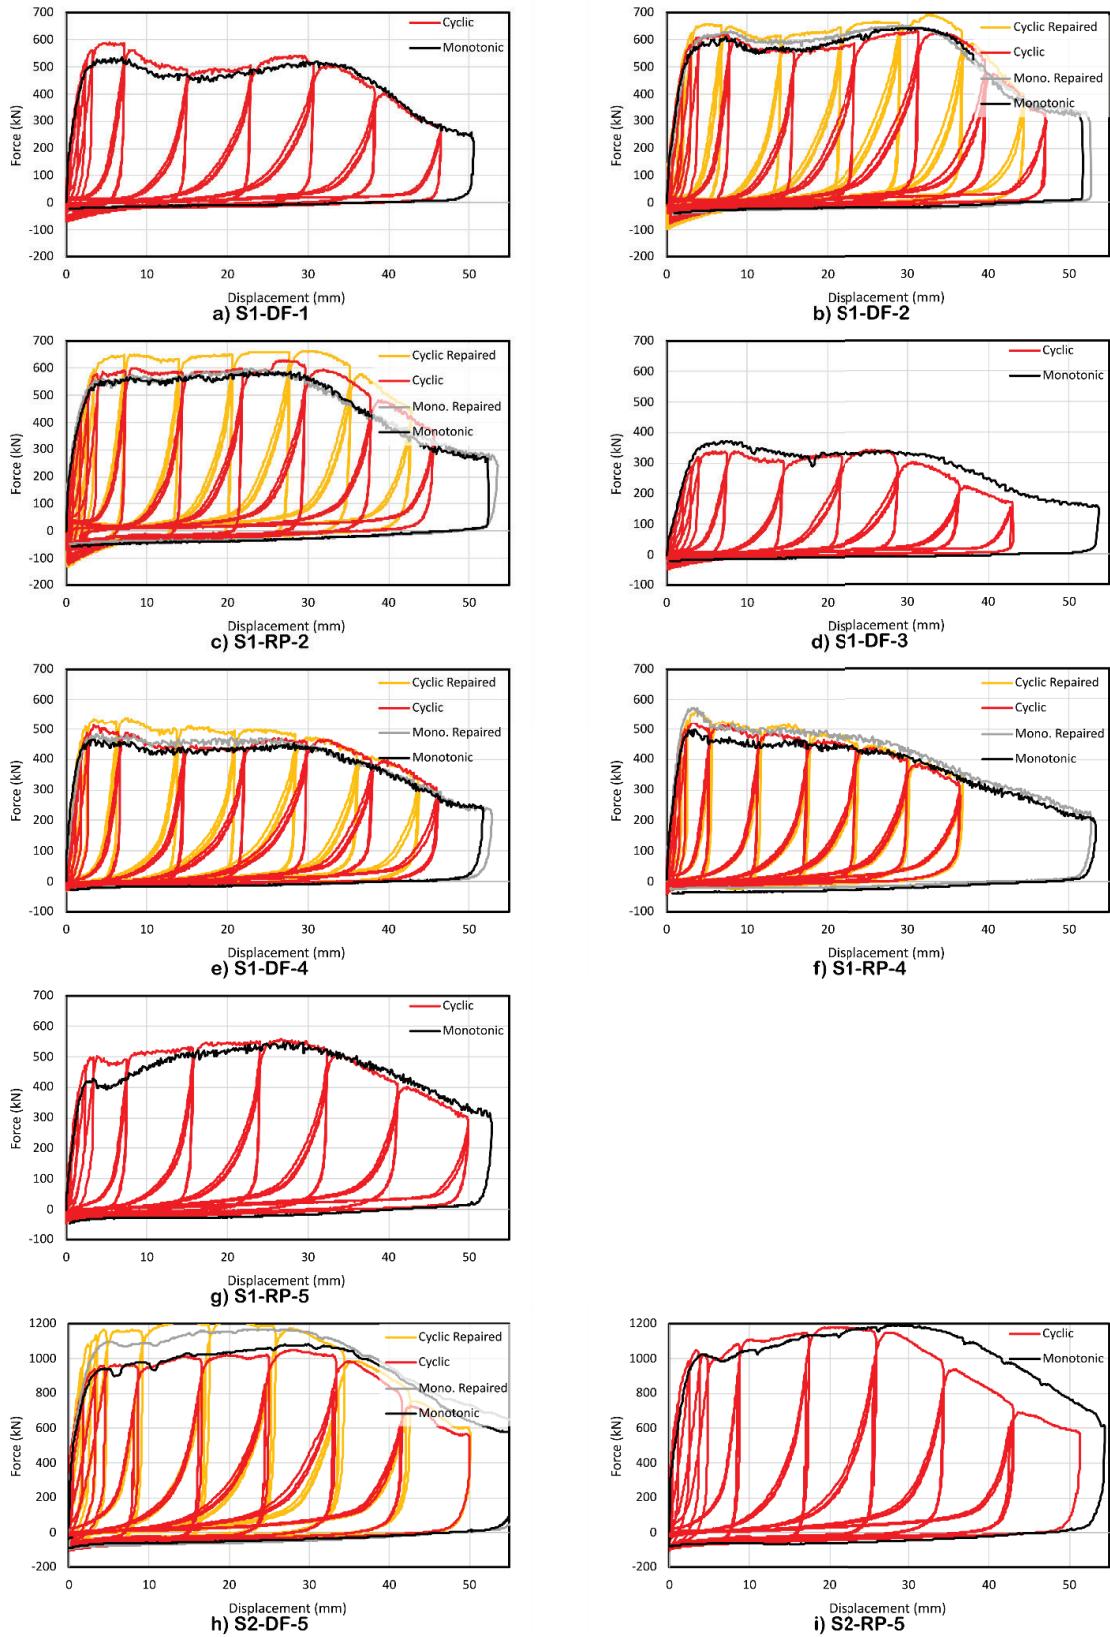 700
600
500
400
300
200
100
0
-100
-200
Force (kN)
0 10 20 30 40 50
Displacement (mm)
Cyclic
Monotonic
a) S1-DF-1
700
600
500
400
300
200
100
0
-100
-200
Force (kN)
0 10 20 30 40 50
Displacement (mm)
Cyclic Repaired
Cyclic
Mono. Repaired
Monotonic
b) S1-DF-2
700
600
500
400
300
200
100
0
-100
-200
Force (kN)
0 10 20 30 40 50
Displacement (mm)
Cyclic Repaired
Cyclic
Mono. Repaired
Monotonic
c) S1-RP-2
700
600
500
400
300
200
100
0
-100
Force (kN)
0 10 20 30 40 50
Displacement (mm)
Cyclic
Monotonic
d) S1-DF-3
700
600
500
400
300
200
100
0
-100
Force (kN)
0 10 20 30 40 50
Displacement (mm)
Cyclic Repaired
Cyclic
Mono. Repaired
Monotonic
e) S1-DF-4
700
600
500
400
300
200
100
0
-100
Force (kN)
0 10 20 30 40 50
Displacement (mm)
Cyclic Repaired
Cyclic
Mono. Repaired
Monotonic
f) S1-RP-4
700
600
500
400
300
200
100
0
-100
Force (kN)
0 10 20 30 40 50
Displacement (mm)
Cyclic
Monotonic
g) S1-RP-5
1200
1000
800
600
400
200
0
-200
Force (kN)
0 10 20 30 40 50
Displacement (mm)
Cyclic Repaired
Cyclic
Mono. Repaired
Monotonic
h) S2-DF-5
1200
1000
800
600
400
200
0
-200
Force (kN)
0 10 20 30 40 50
Displacement (mm)
Cyclic
Monotonic
i) S2-RP-5